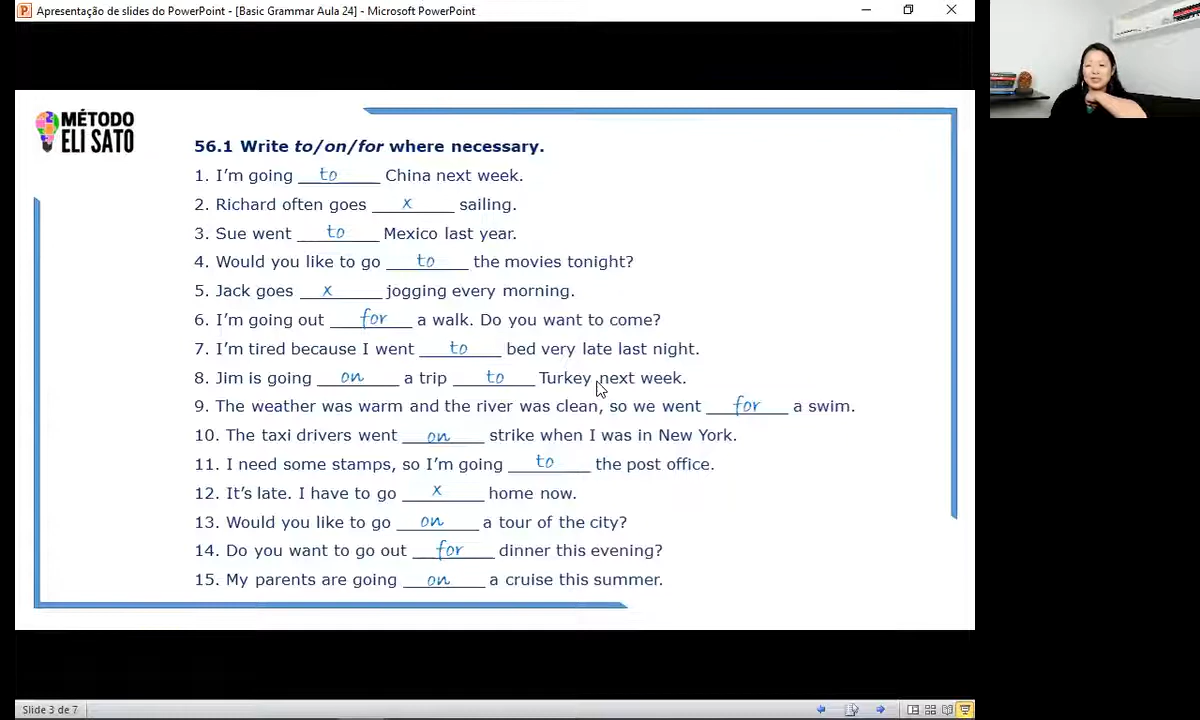 Apresentação de slides do PowerPoint - [Basic Grammar Aula 24] - Microsoft PowerPoint
MÉTODO
ELI SATO
56.1 Write to/on/for where necessary.
1. I'm going to China next week.
2. Richard often goes x sailing.
3. Sue went to Mexico last year.
4. Would you like to go to the movies tonight?
5. Jack goes x jogging every morning.
6. I'm going out for a walk. Do you want to come?
7. I'm tired because I went to bed very late last night.
8. Jim is going on a trip to Turkey next week.
9. The weather was warm and the river was clean, so we went for a swim.
10. The taxi drivers went on strike when I was in New York.
11. I need some stamps, so I'm going to the post office.
12. It's late. I have to go x home now.
13. Would you like to go on a tour of the city?
14. Do you want to go out for dinner this evening?
15. My parents are going on a cruise this summer.
Slide 3 de 7